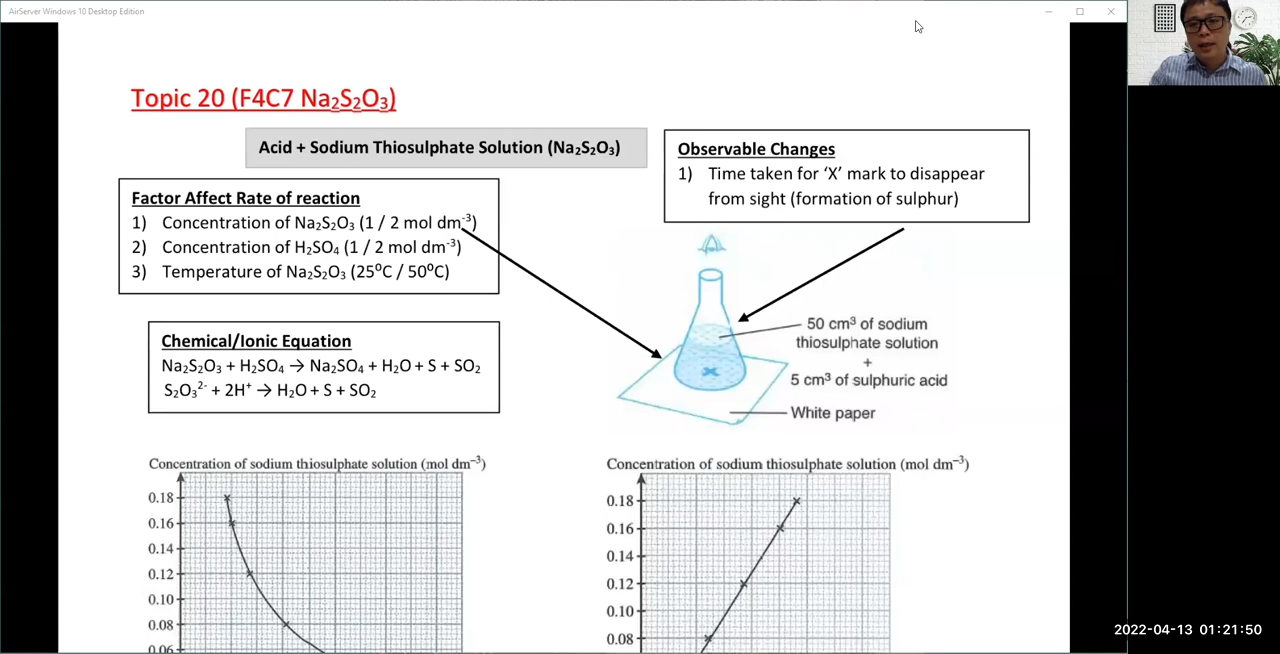 AirServer Windows 10 Desktop Edition
Topic 20 (F4C7 Na₂S₂O₃)
Acid + Sodium Thiosulphate Solution (Na₂S₂O₃)
Observable Changes
1) Time taken for ‘X’ mark to disappear
from sight (formation of sulphur)
Factor Affect Rate of reaction
1) Concentration of Na₂S₂O₃ (1 / 2 mol dm⁻³)
2) Concentration of H₂SO₄ (1 / 2 mol dm⁻³)
3) Temperature of Na₂S₂O₃ (25⁰C / 50⁰C)
50 cm³ of sodium
thiosulphate solution
+
5 cm³ of sulphuric acid
White paper
Chemical/Ionic Equation
Na₂S₂O₃ + H₂SO₄ → Na₂SO₄ + H₂O + S + SO₂
S₂O₃²⁻ + 2H⁺ → H₂O + S + SO₂
Concentration of sodium thiosulphate solution (mol dm⁻³)
0.18
0.16
0.14
0.12
0.10
0.08
0.06
Concentration of sodium thiosulphate solution (mol dm⁻³)
0.18
0.16
0.14
0.12
0.10
0.08
2022-04-13 01:21:50